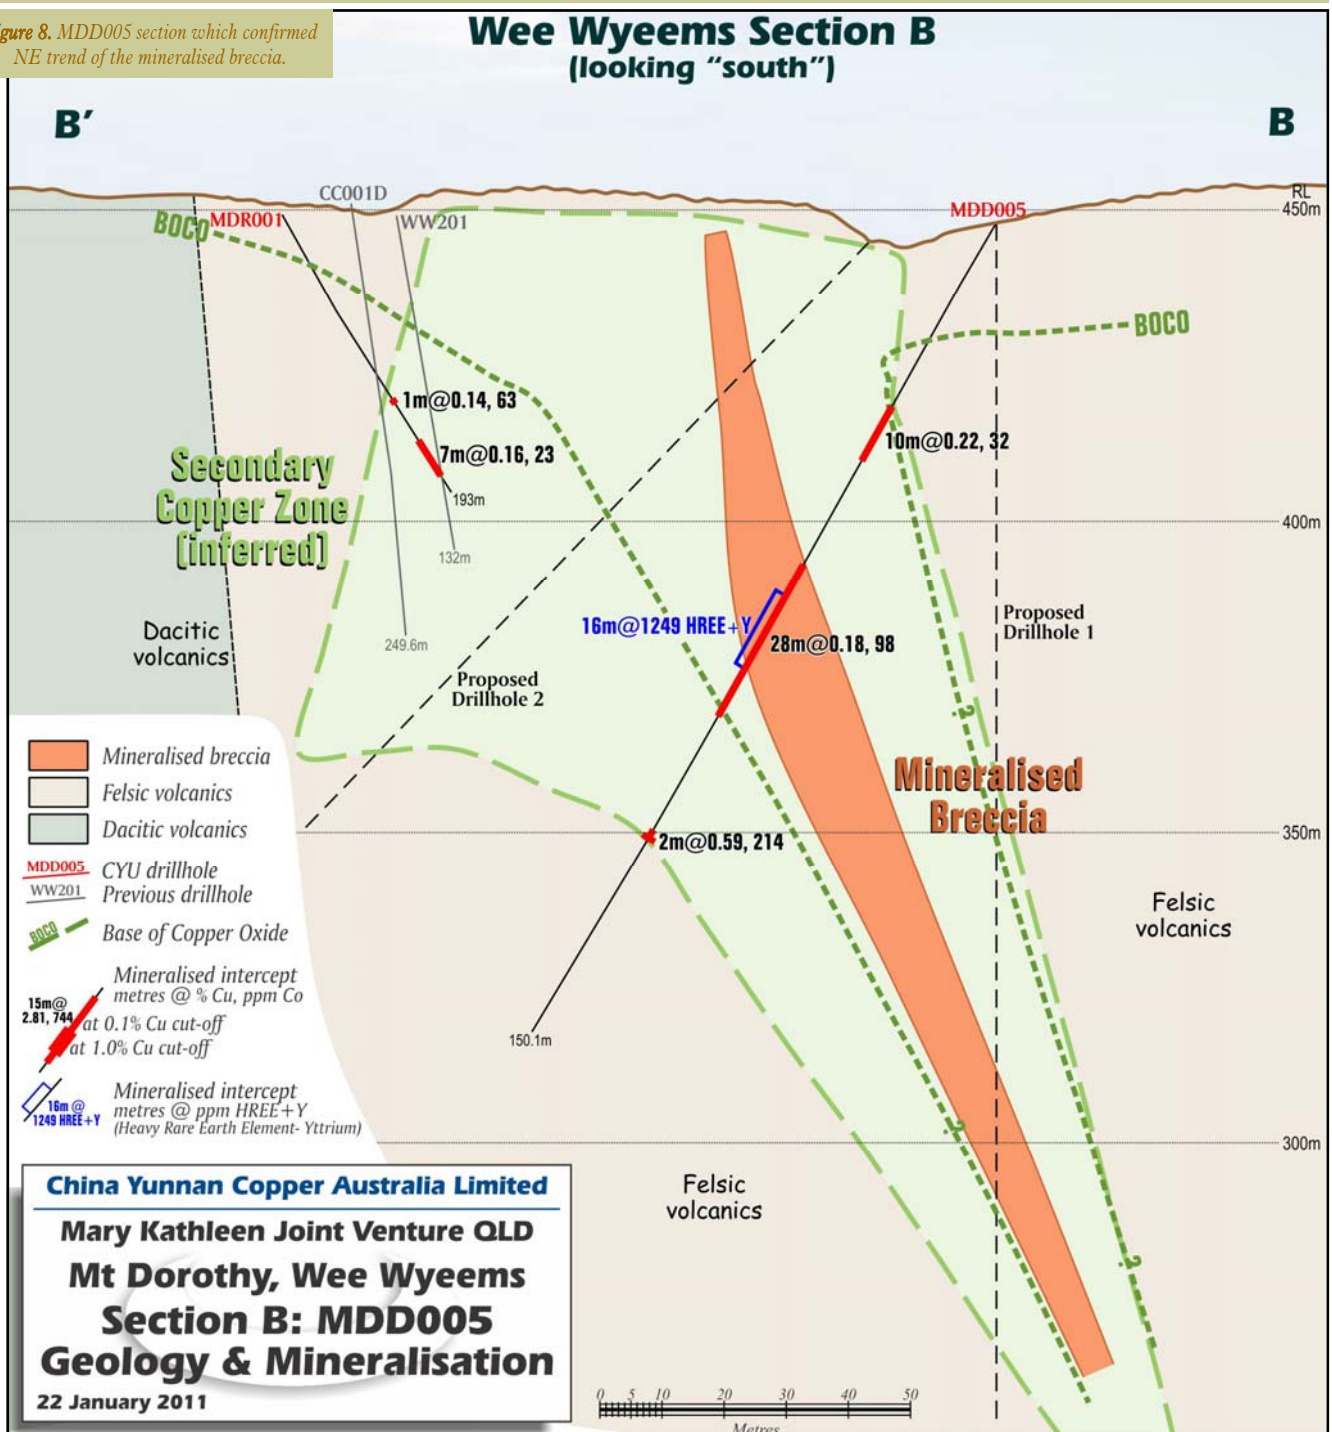 Figure 8. MDD005 section which confirmed
NE trend of the mineralised breccia.
Wee Wyeems Section B
(looking “south”)
B’
B
RL
450m
CC001D
BOCO
MDR001
WW201
MDD005
BOCO
1m@0.14, 63
7m@0.16, 23
10m@0.22, 32
Secondary
Copper Zone
(inferred)
193m
400m
132m
249.6m
16m@1249 HREE+Y
28m@0.18, 98
Proposed
Drillhole 1
Dacitic
volcanics
Proposed
Drillhole 2
?
Mineralised
Breccia
2m@0.59, 214
350m
Felsic
volcanics
150.1m
?
300m
Felsic
volcanics
?
Mineralised breccia
Felsic volcanics
Dacitic volcanics
MDD005
CYU drillhole
WW201
Previous drillhole
BOCO
Base of Copper Oxide
Mineralised intercept
metres @ % Cu, ppm Co
15m@
2.81, 744
at 0.1% Cu cut-off
at 1.0% Cu cut-off
Mineralised intercept
metres @ ppm HREE+Y
(Heavy Rare Earth Element- Yttrium)
16m @
1249 HREE+Y
China Yunnan Copper Australia Limited
Mary Kathleen Joint Venture QLD
Mt Dorothy, Wee Wyeems
Section B: MDD005
Geology & Mineralisation
22 January 2011
0 5 10 20 30 40 50
Metres